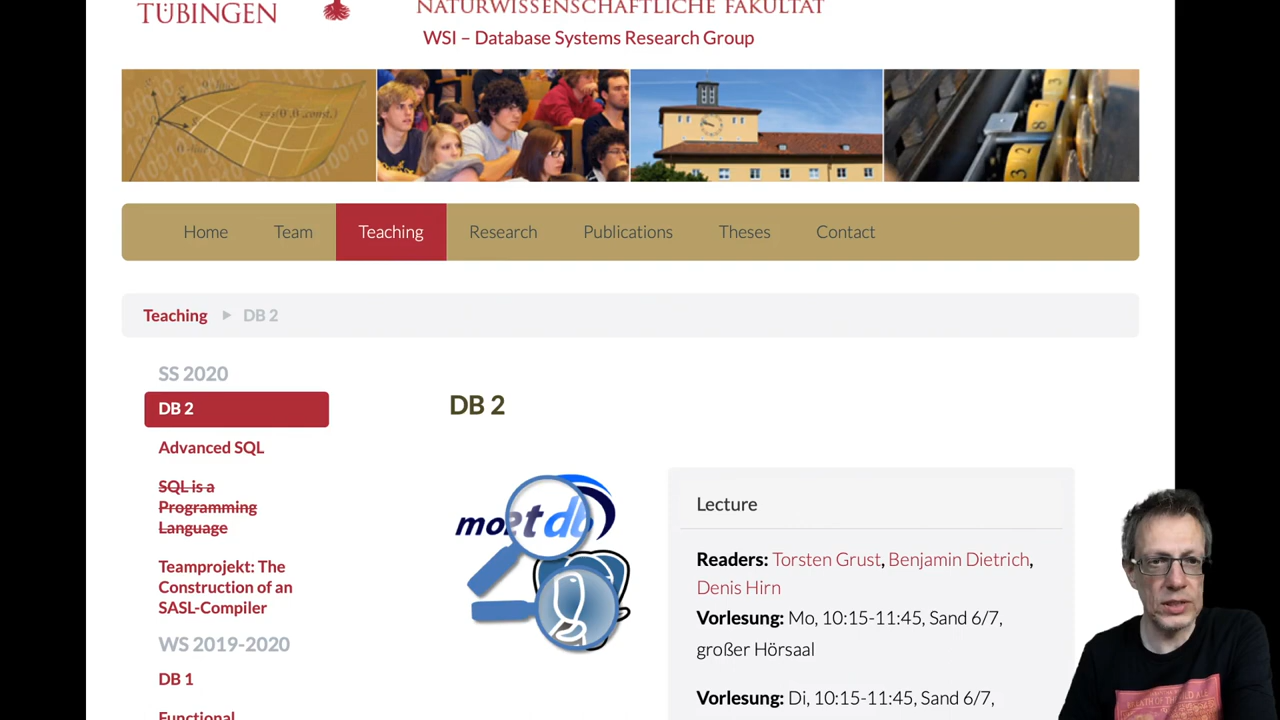 TÜBINGEN
NATURWISSENSCHAFTLICHE FAKULTÄT
WSI – Database Systems Research Group
Home Team Teaching Research Publications Theses Contact
Teaching DB 2
SS 2020
DB 2
Advanced SQL
SQL is a
Programming
Language
Teamprojekt: The
Construction of an
SASL-Compiler
WS 2019-2020
DB 1
Functional
DB 2
monet db
Lecture
Readers: Torsten Grust, Benjamin Dietrich,
Denis Hirn
Vorlesung: Mo, 10:15-11:45, Sand 6/7,
großer Hörsaal
Vorlesung: Di, 10:15-11:45, Sand 6/7,